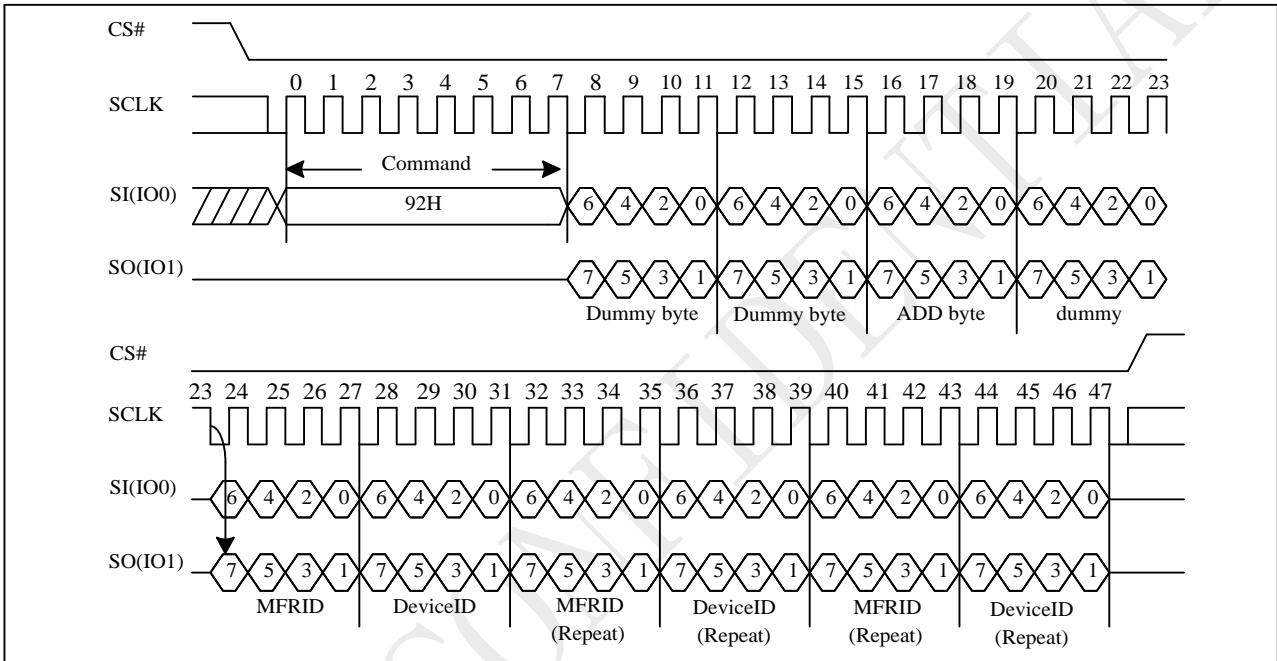 CS#
0 1 2 3 4 5 6 7 8 9 10 11 12 13 14 15 16 17 18 19 20 21 22 23
SCLK
Command
SI(IO0) 92H 6 4 2 0 6 4 2 0 6 4 2 0 6 4 2 0
SO(IO1) 7 5 3 1 7 5 3 1 7 5 3 1 7 5 3 1
Dummy byte Dummy byte ADD byte dummy
CS#
23 24 25 26 27 28 29 30 31 32 33 34 35 36 37 38 39 40 41 42 43 44 45 46 47
SCLK
SI(IO0) 6 4 2 0 6 4 2 0 6 4 2 0 6 4 2 0 6 4 2 0 6 4 2 0
SO(IO1) 7 5 3 1 7 5 3 1 7 5 3 1 7 5 3 1 7 5 3 1 7 5 3 1
MFRID DeviceID MFRID DeviceID MFRID DeviceID
(Repeat) (Repeat) (Repeat) (Repeat)
CONFIDENTIAL